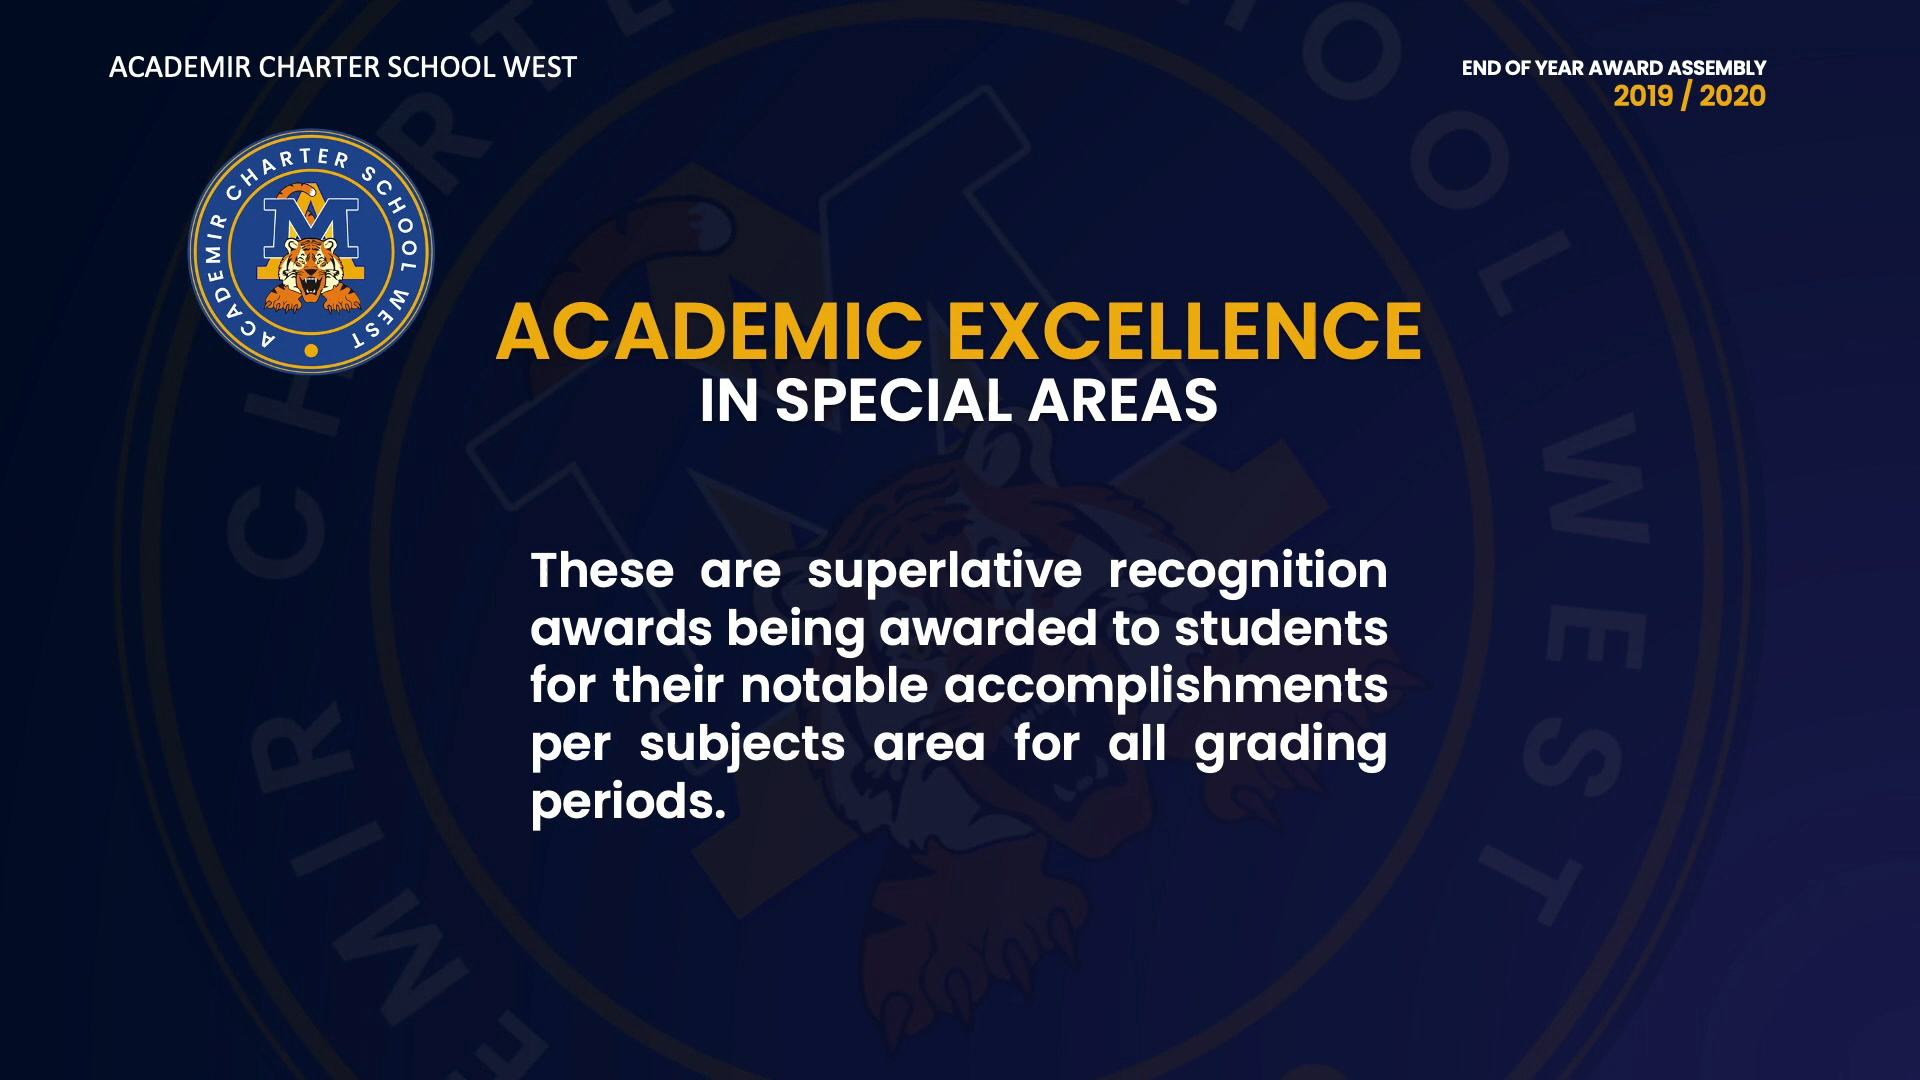 ACADEMIR CHARTER SCHOOL WEST
END OF YEAR AWARD ASSEMBLY
2019 / 2020
ACADEMIR CHARTER SCHOOL WEST
ACADEMIC EXCELLENCE
IN SPECIAL AREAS
These are superlative recognition
awards being awarded to students
for their notable accomplishments
per subjects area for all grading
periods.